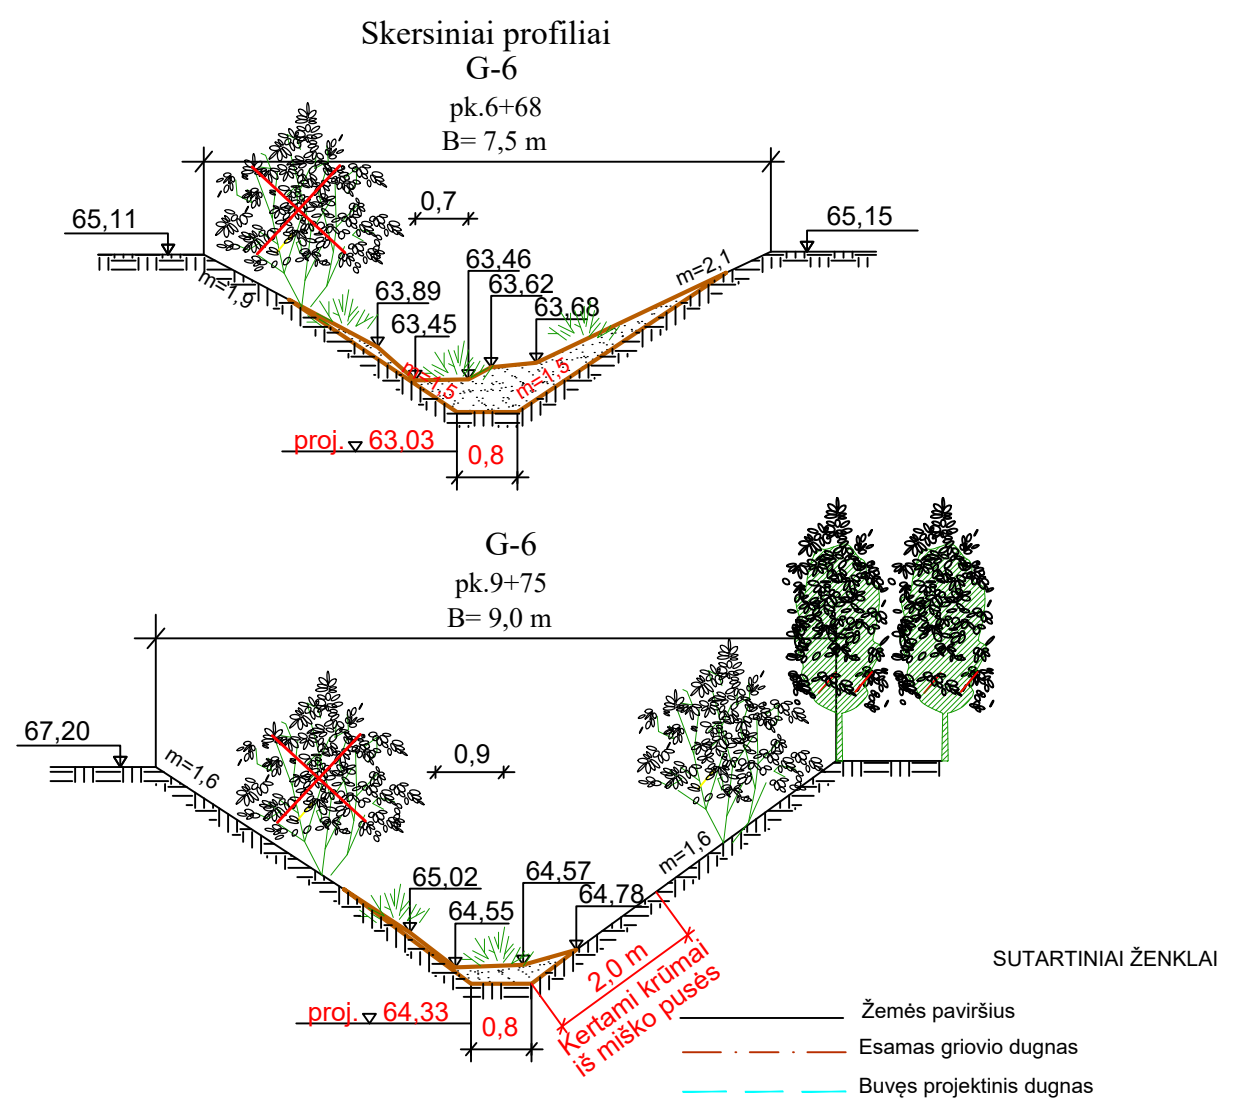 Skersiniai profiliai
G-6
pk.6+68
B= 7,5 m
65,11
0,7
65,15
63,46
m=2,1
m=1,9
63,89
63,62
63,68
63,45
m=1,5
m=1,5
proj. 63,03
0,8
G-6
pk.9+75
B= 9,0 m
67,20
m=1,6
0,9
m=1,6
65,02
64,57
64,78
64,55
2,0 m
Kertami krūmai
iš miško pusės
proj. 64,33
0,8
SUTARTINIAI ŽENKLAI
Žemės paviršius
Esamas griovio dugnas
Buvęs projektinis dugnas